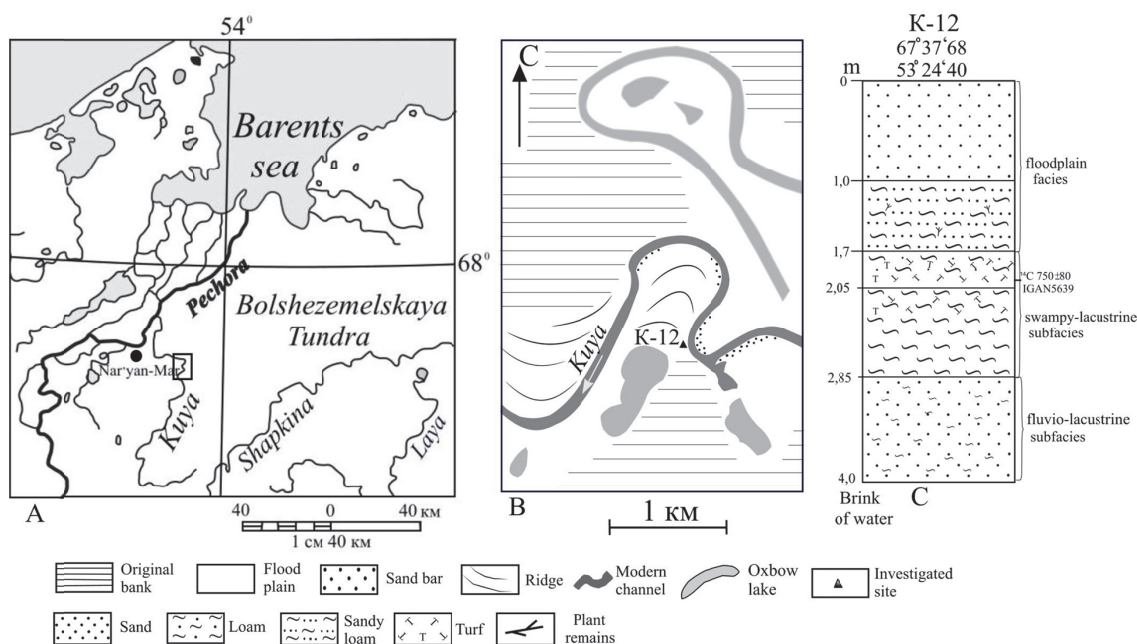 54⁰
Barents
sea
68⁰
Pechora
Bolshezemelskaya
Tundra
Nar'yan-Mar
Kuya
Shapkina
Laya
A
40 0 40 км
1 см 40 км
С
Kuya
К-12
B
1 км
К-12
67°37‘68
53°24‘40
m
0
1,0
1,7
2,05
2,85
4,0
floodplain
facies
¹⁴C 750±80
IGAN5639
swampy-lacustrine
subfacies
fluvio-lacustrine
subfacies
Brink
of water
C
Original
bank
Flood
plain
Sand bar
Ridge
Modern
channel
Oxbow
lake
Investigated
site
Sand
Loam
Sandy
loam
Turf
Plant
remains